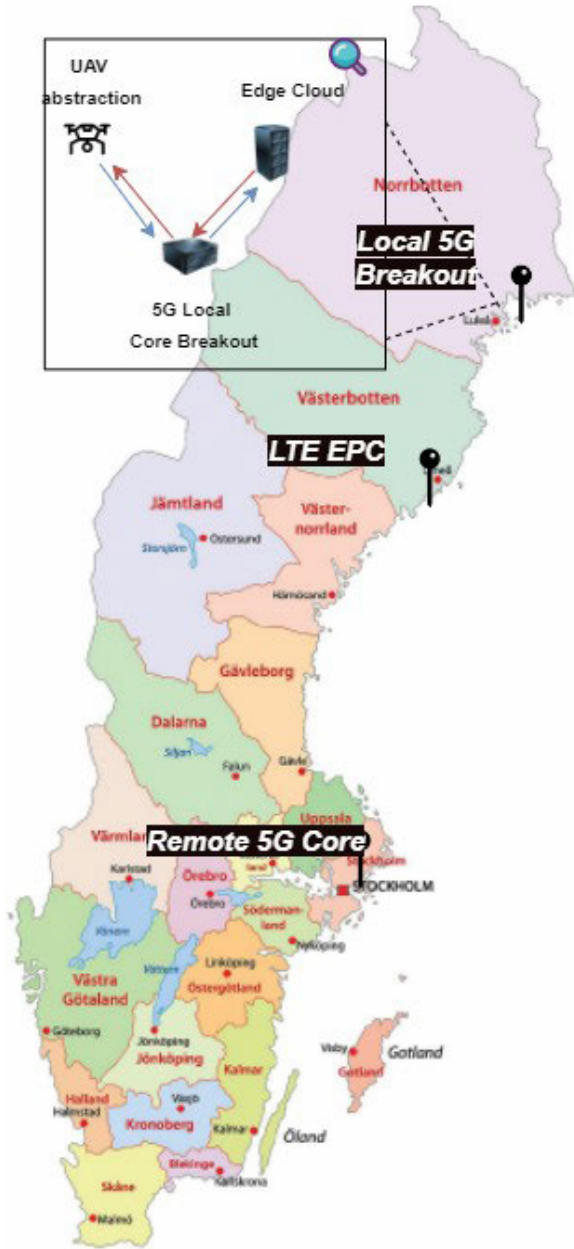 UAV
abstraction
Edge Cloud
5G Local
Core Breakout
Norrbotten
Local 5G
Breakout
Luleå
Västerbotten
LTE EPC
Jämtland
Väster-
norrland
Storsjörn
Östersund
Härnösand
Gävleborg
Dalarna
Siljan
Falun
Gävle
Uppsala
Remote 5G Core
Stockholm
land
STOCKHOLM
Karlstad
Örebro
Örebro
Söderman-
land
Nyköping
Vänern
Vättern
Linköping
Östergötland
Västra
Götaland
Göteborg
Jönköping
Jönköping
Visby
Gotland
Gotland
Kalmar
Halland
Halmstad
Växjö
Kronoberg
Kalmar
Öland
Blekinge
Skåne
Malmö